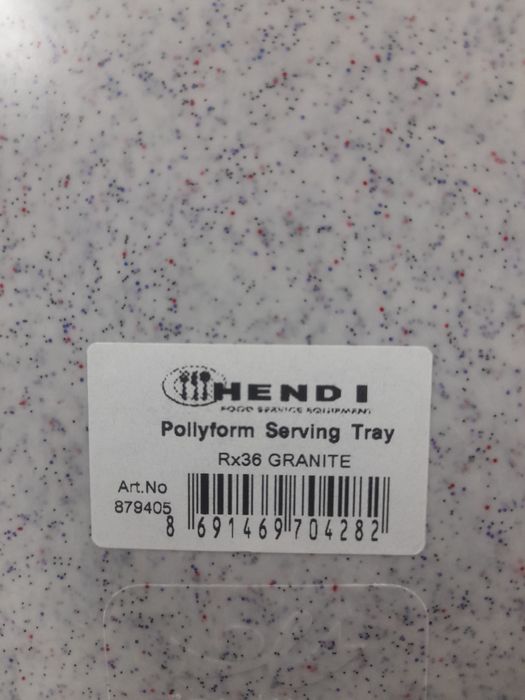 HENDI
FOOD SERVICE EQUIPMENT
Pollyform Serving Tray
Rx36 GRANITE
Art.No
879405
8 691469 704282